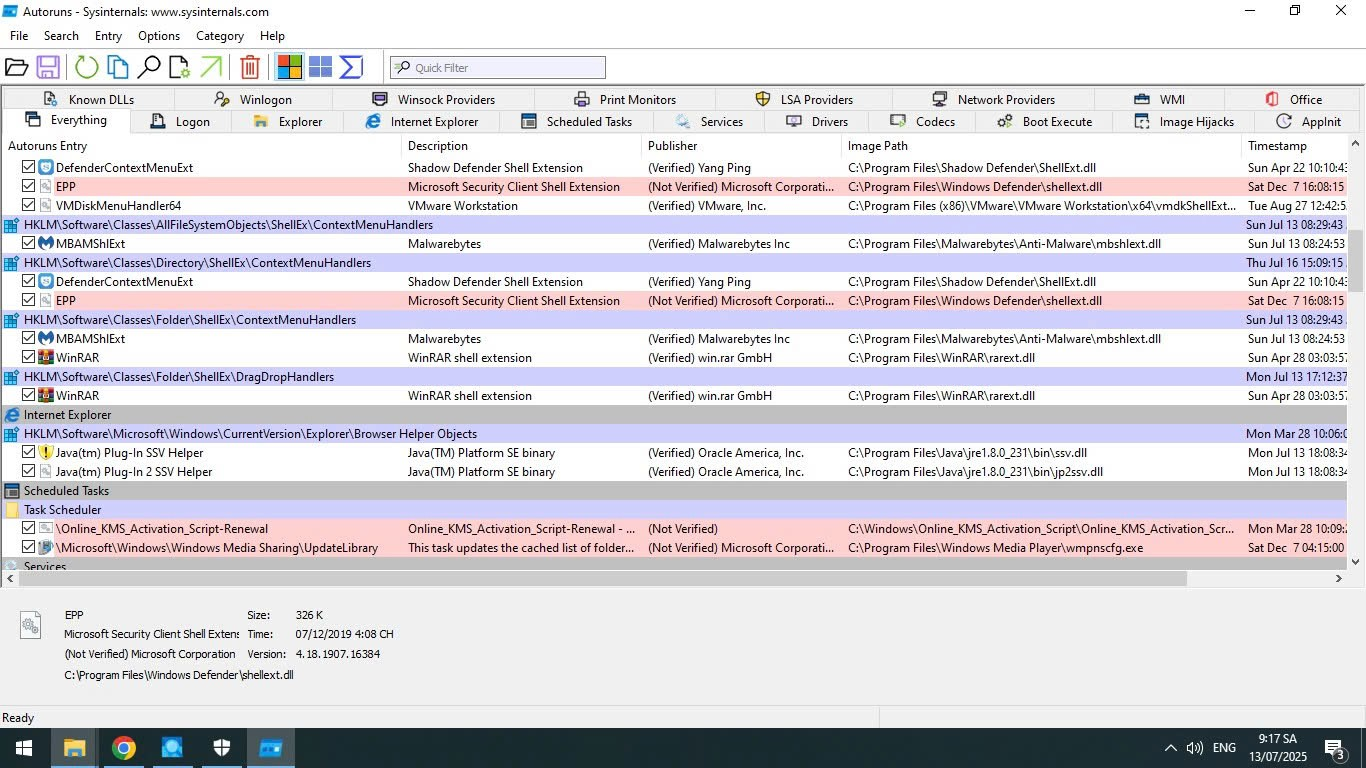 Autoruns - Sysinternals: www.sysinternals.com
File Search Entry Options Category Help
Quick Filter
Known DLLs Winlogon Winsock Providers Print Monitors LSA Providers Network Providers WMI Office
Everything Logon Explorer Internet Explorer Scheduled Tasks Services Drivers Codecs Boot Execute Image Hijacks AppInit
Autoruns Entry Description Publisher Image Path Timestamp
DefenderContextMenuExt Shadow Defender Shell Extension (Verified) Yang Ping C:\Program Files\Shadow Defender\ShellExt.dll Sun Apr 22 10:10:43
EPP Microsoft Security Client Shell Extension (Not Verified) Microsoft Corporati... C:\Program Files\Windows Defender\shellext.dll Sat Dec 7 16:08:15
VMDiskMenuHandler64 VMware Workstation (Verified) VMware, Inc. C:\Program Files (x86)\VMware\VMware Workstation\x64\vmdkShellExt... Tue Aug 27 12:42:5
HKLM\Software\Classes\AllFileSystemObjects\ShellEx\ContextMenuHandlers Sun Jul 13 08:29:43
MBAMShlExt Malwarebytes (Verified) Malwarebytes Inc C:\Program Files\Malwarebytes\Anti-Malware\mbshlext.dll Sun Jul 13 08:24:53
HKLM\Software\Classes\Directory\ShellEx\ContextMenuHandlers Thu Jul 16 15:09:15
DefenderContextMenuExt Shadow Defender Shell Extension (Verified) Yang Ping C:\Program Files\Shadow Defender\ShellExt.dll Sun Apr 22 10:10:43
EPP Microsoft Security Client Shell Extension (Not Verified) Microsoft Corporati... C:\Program Files\Windows Defender\shellext.dll Sat Dec 7 16:08:15
HKLM\Software\Classes\Folder\ShellEx\ContextMenuHandlers Sun Jul 13 08:29:43
MBAMShlExt Malwarebytes (Verified) Malwarebytes Inc C:\Program Files\Malwarebytes\Anti-Malware\mbshlext.dll Sun Jul 13 08:24:53
WinRAR WinRAR shell extension (Verified) win.rar GmbH C:\Program Files\WinRAR\rarext.dll Sun Apr 28 03:03:57
HKLM\Software\Classes\Folder\ShellEx\DragDropHandlers Mon Jul 13 17:12:37
WinRAR WinRAR shell extension (Verified) win.rar GmbH C:\Program Files\WinRAR\rarext.dll Sun Apr 28 03:03:57
Internet Explorer
HKLM\Software\Microsoft\Windows\CurrentVersion\Explorer\Browser Helper Objects Mon Mar 28 10:06:0
Java(tm) Plug-In SSV Helper Java(TM) Platform SE binary (Verified) Oracle America, Inc. C:\Program Files\Java\jre1.8.0_231\bin\ssv.dll Mon Jul 13 18:08:34
Java(tm) Plug-In 2 SSV Helper Java(TM) Platform SE binary (Verified) Oracle America, Inc. C:\Program Files\Java\jre1.8.0_231\bin\jp2ssv.dll Mon Jul 13 18:08:34
Scheduled Tasks
Task Scheduler
\Online_KMS_Activation_Script-Renewal Online_KMS_Activation_Script-Renewal - ... (Not Verified) C:\Windows\Online_KMS_Activation_Script\Online_KMS_Activation_Scr... Mon Mar 28 10:09:
\Microsoft\Windows\Windows Media Sharing\UpdateLibrary This task updates the cached list of folder... (Not Verified) Microsoft Corporati... C:\Program Files\Windows Media Player\wmpnscfg.exe Sat Dec 7 04:15:00
Services
EPP Size: 326 K
Microsoft Security Client Shell Extens Time: 07/12/2019 4:08 CH
(Not Verified) Microsoft Corporation Version: 4.18.1907.16384
C:\Program Files\Windows Defender\shellext.dll
Ready
ENG 9:17 SA
13/07/2025 3